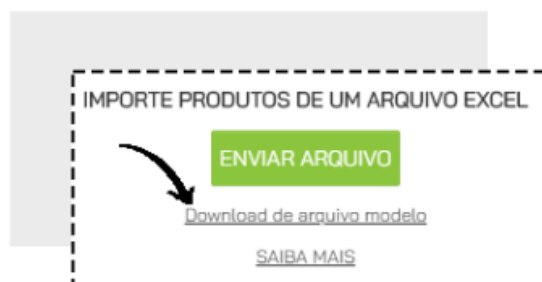 IMPORTE PRODUTOS DE UM ARQUIVO EXCEL
ENVIAR ARQUIVO
Download de arquivo modelo
SAIBA MAIS